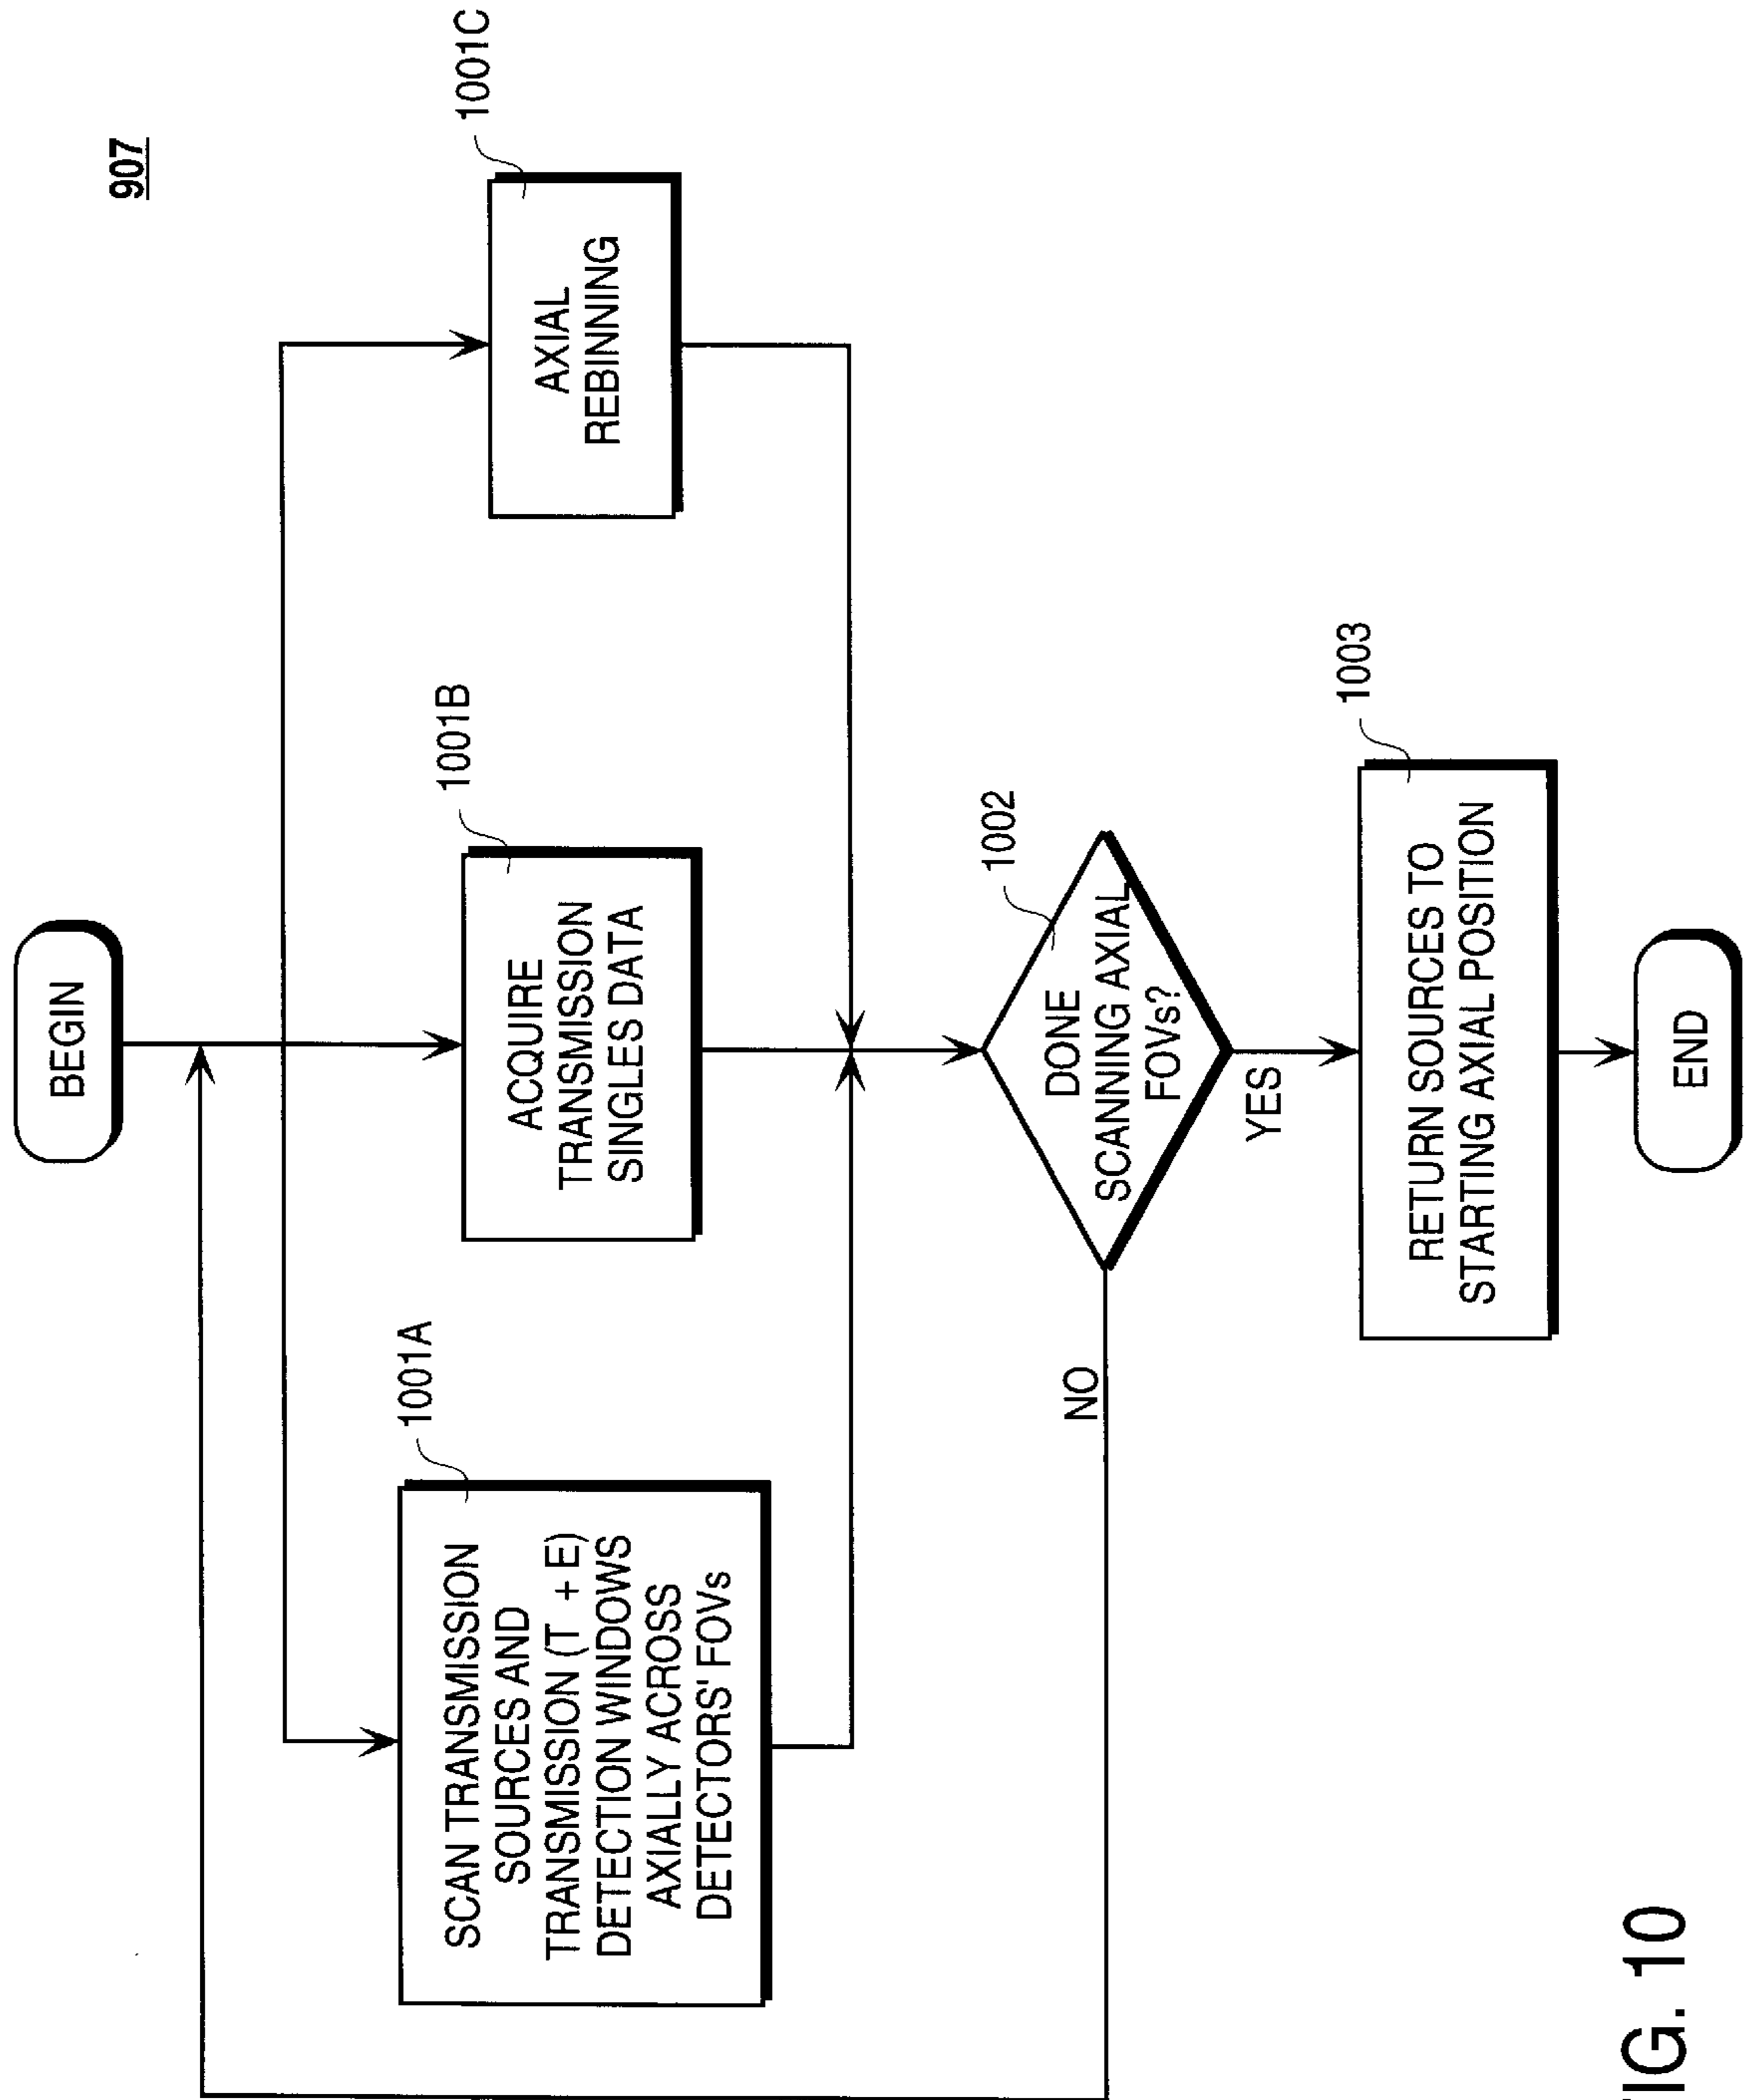 907
BEGIN
1001A
SCAN TRANSMISSION
SOURCES AND
TRANSMISSION (T + E)
DETECTION WINDOWS
AXIALLY ACROSS
DETECTORS' FOVs
1001B
ACQUIRE
TRANSMISSION
SINGLES DATA
1001C
AXIAL
REBINNING
1002
DONE
SCANNING AXIAL
FOVs?
NO
YES
1003
RETURN SOURCES TO
STARTING AXIAL POSITION
END
FIG. 10